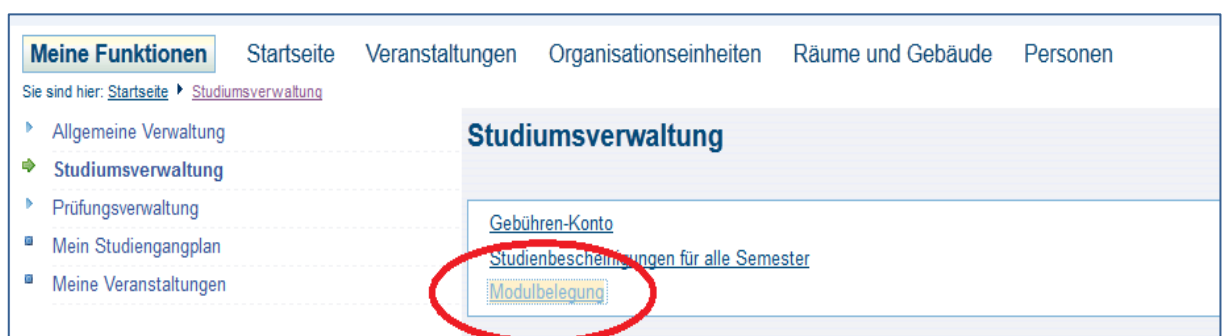 Meine Funktionen Startseite Veranstaltungen Organisationseinheiten Räume und Gebäude Personen
Sie sind hier: Startseite Studiumsverwaltung
Allgemeine Verwaltung
Studiumsverwaltung
Prüfungsverwaltung
Mein Studiengangplan
Meine Veranstaltungen
Studiumsverwaltung
Gebühren-Konto
Studienbescheinigungen für alle Semester
Modulbelegung